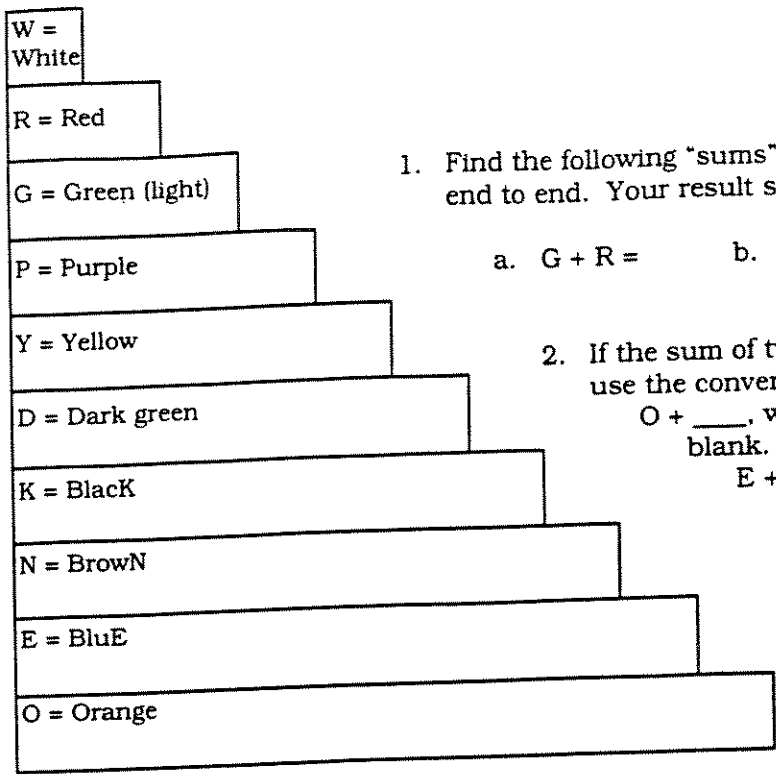 W =
White
R = Red
G = Green (light)
P = Purple
Y = Yellow
D = Dark green
K = BlacK
N = BrowN
E = BluE
O = Orange
1. Find the following "sums"
end to end. Your result s
a. G + R = b.
2. If the sum of t
use the conver
O + ____, w
blank.
E +